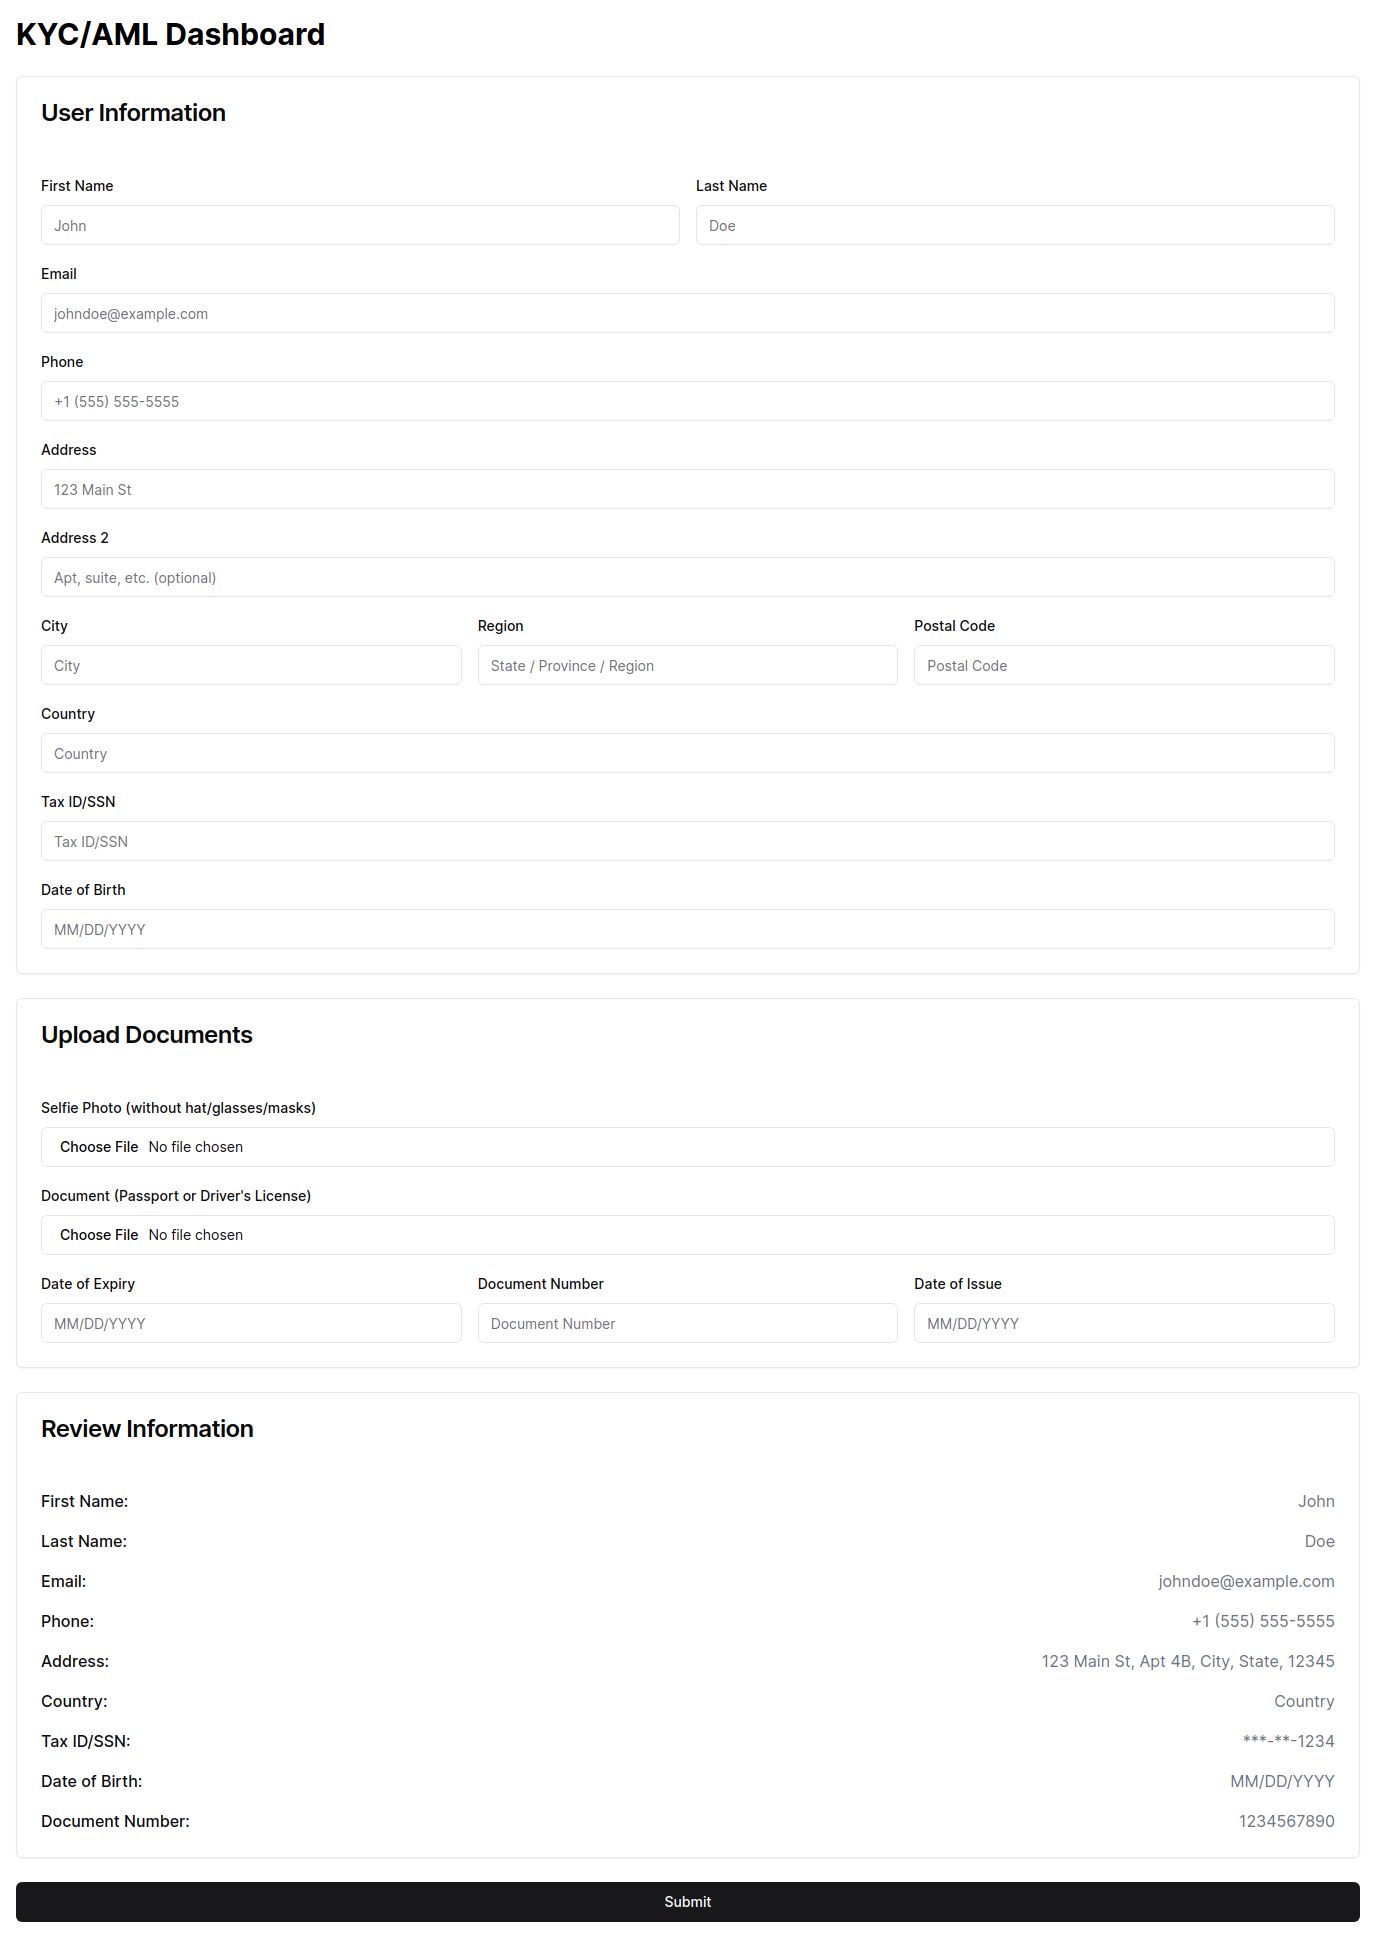 KYC/AML Dashboard
User Information
First Name Last Name
John Doe
Email
johndoe@example.com
Phone
+1 (555) 555-5555
Address
123 Main St
Address 2
Apt, suite, etc. (optional)
City Region Postal Code
City State / Province / Region Postal Code
Country
Country
Tax ID/SSN
Tax ID/SSN
Date of Birth
MM/DD/YYYY
Upload Documents
Selfie Photo (without hat/glasses/masks)
Choose File No file chosen
Document (Passport or Driver's License)
Choose File No file chosen
Date of Expiry Document Number Date of Issue
MM/DD/YYYY Document Number MM/DD/YYYY
Review Information
First Name: John
Last Name: Doe
Email: johndoe@example.com
Phone: +1 (555) 555-5555
Address: 123 Main St, Apt 4B, City, State, 12345
Country: Country
Tax ID/SSN: ***-**-1234
Date of Birth: MM/DD/YYYY
Document Number: 1234567890
Submit